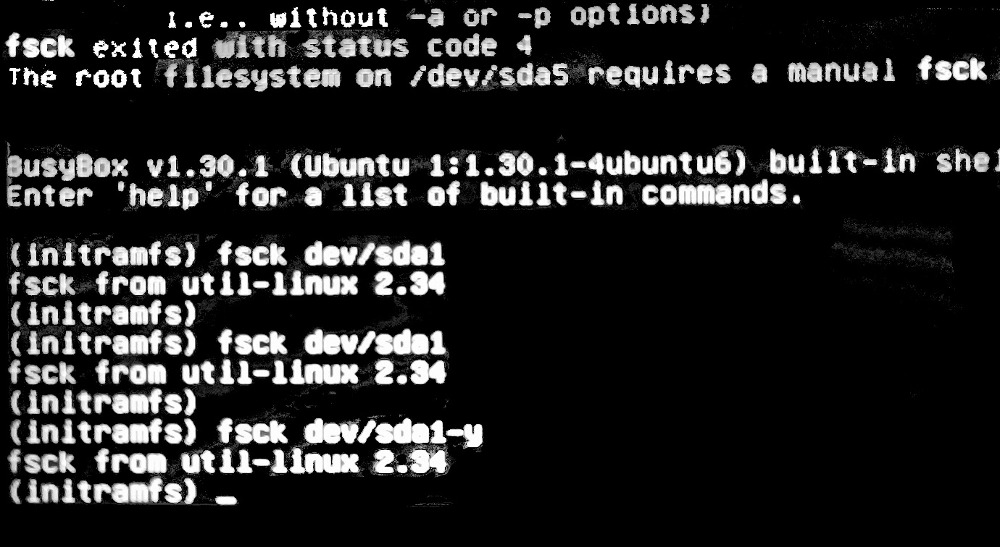 i.e.. without -a or -p options)
fsck exited with status code 4
The root filesystem on /dev/sda5 requires a manual fsck
BusyBox v1.30.1 (Ubuntu 1:1.30.1-4ubuntu6) built-in shel
Enter 'help' for a list of built-in commands.
(initramfs) fsck dev/sda1
fsck from util-linux 2.34
(initramfs)
(initramfs) fsck dev/sda1
fsck from util-linux 2.34
(initramfs)
(initramfs) fsck dev/sda1-y
fsck from util-linux 2.34
(initramfs) _